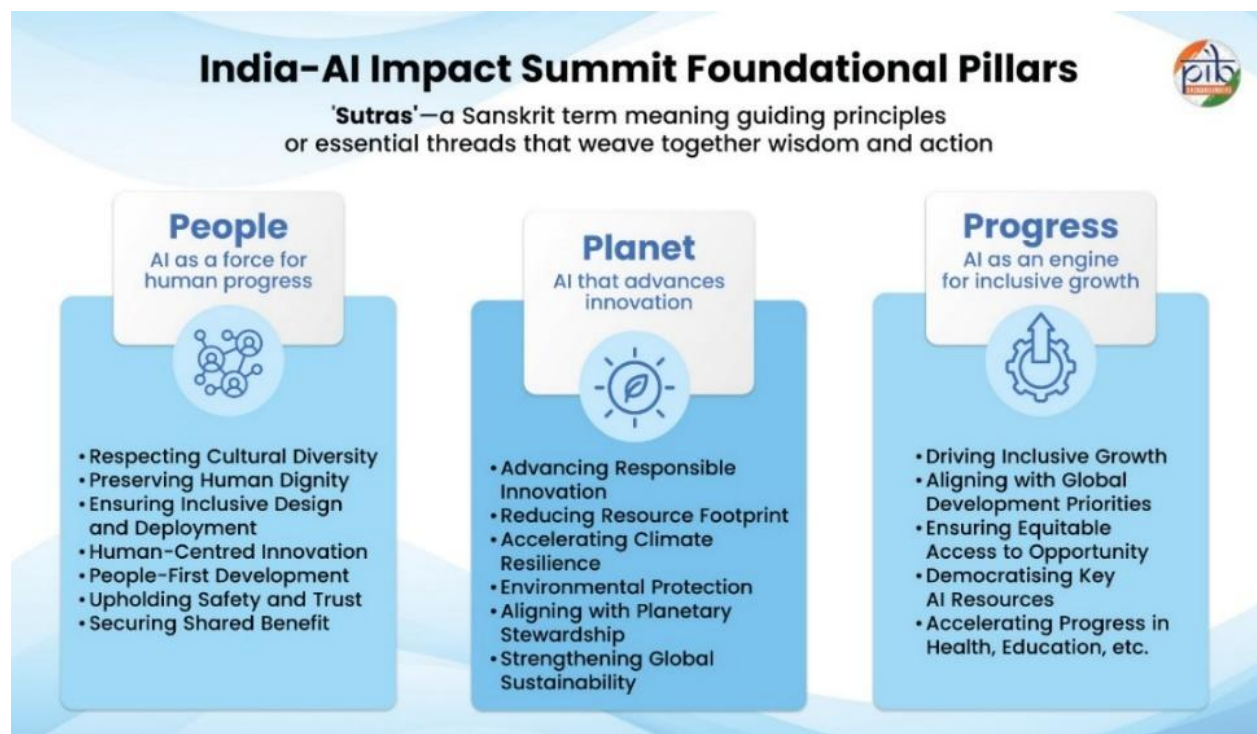 India-AI Impact Summit Foundational Pillars
'Sutras'—a Sanskrit term meaning guiding principles
or essential threads that weave together wisdom and action
pib
People
AI as a force for
human progress
• Respecting Cultural Diversity
• Preserving Human Dignity
• Ensuring Inclusive Design
and Deployment
• Human-Centred Innovation
• People-First Development
• Upholding Safety and Trust
• Securing Shared Benefit
Planet
AI that advances
innovation
• Advancing Responsible
Innovation
• Reducing Resource Footprint
• Accelerating Climate
Resilience
• Environmental Protection
• Aligning with Planetary
Stewardship
• Strengthening Global
Sustainability
Progress
AI as an engine
for inclusive growth
• Driving Inclusive Growth
• Aligning with Global
Development Priorities
• Ensuring Equitable
Access to Opportunity
• Democratising Key
AI Resources
• Accelerating Progress in
Health, Education, etc.